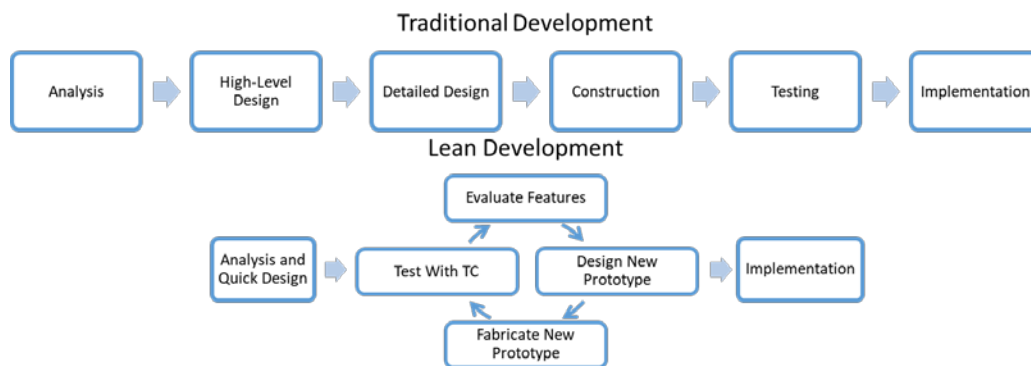 Traditional Development
Analysis
High-Level
Design
Detailed Design
Construction
Testing
Implementation
Lean Development
Evaluate Features
Analysis and
Quick Design
Test With TC
Design New
Prototype
Implementation
Fabricate New
Prototype